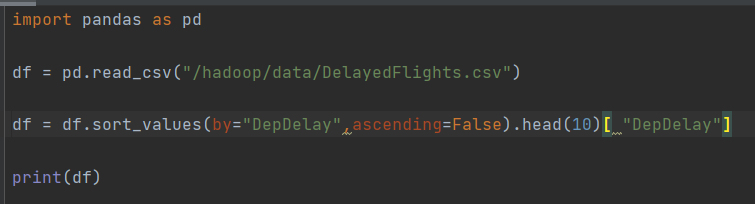 import pandas as pd
df = pd.read_csv("/hadoop/data/DelayedFlights.csv")
df = df.sort_values(by="DepDelay",ascending=False).head(10)[ "DepDelay"]
print(df)